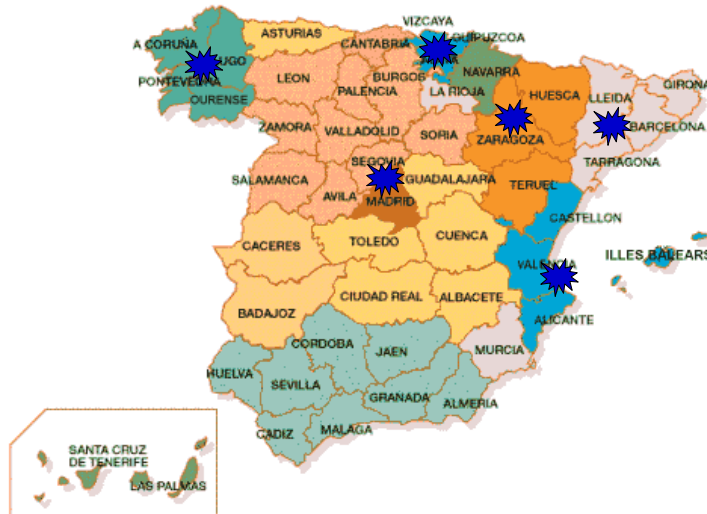 VIZCAYA
ASTURIAS
GUIPUZCOA
A CORUÑA
CANTABRIA
LUGO
NAVARRA
LEON
BURGOS
PONTEVEDRA
PALENCIA
LA RIOJA
HUESCA
LLEIDA
GIRONA
OURENSE
ZAMORA
VALLADOLID
SORIA
ZARAGOZA
BARCELONA
SEGOVIA
TARRAGONA
SALAMANCA
GUADALAJARA
TERUEL
AVILA
MADRID
CASTELLON
CACERES
TOLEDO
CUENCA
ILLES BALEARS
VALENCIA
BADAJOZ
CIUDAD REAL
ALBACETE
ALICANTE
CORDOBA
JAEN
MURCIA
HUELVA
SEVILLA
GRANADA
ALMERIA
CADIZ
MALAGA
SANTA CRUZ
DE TENERIFE
LAS PALMAS